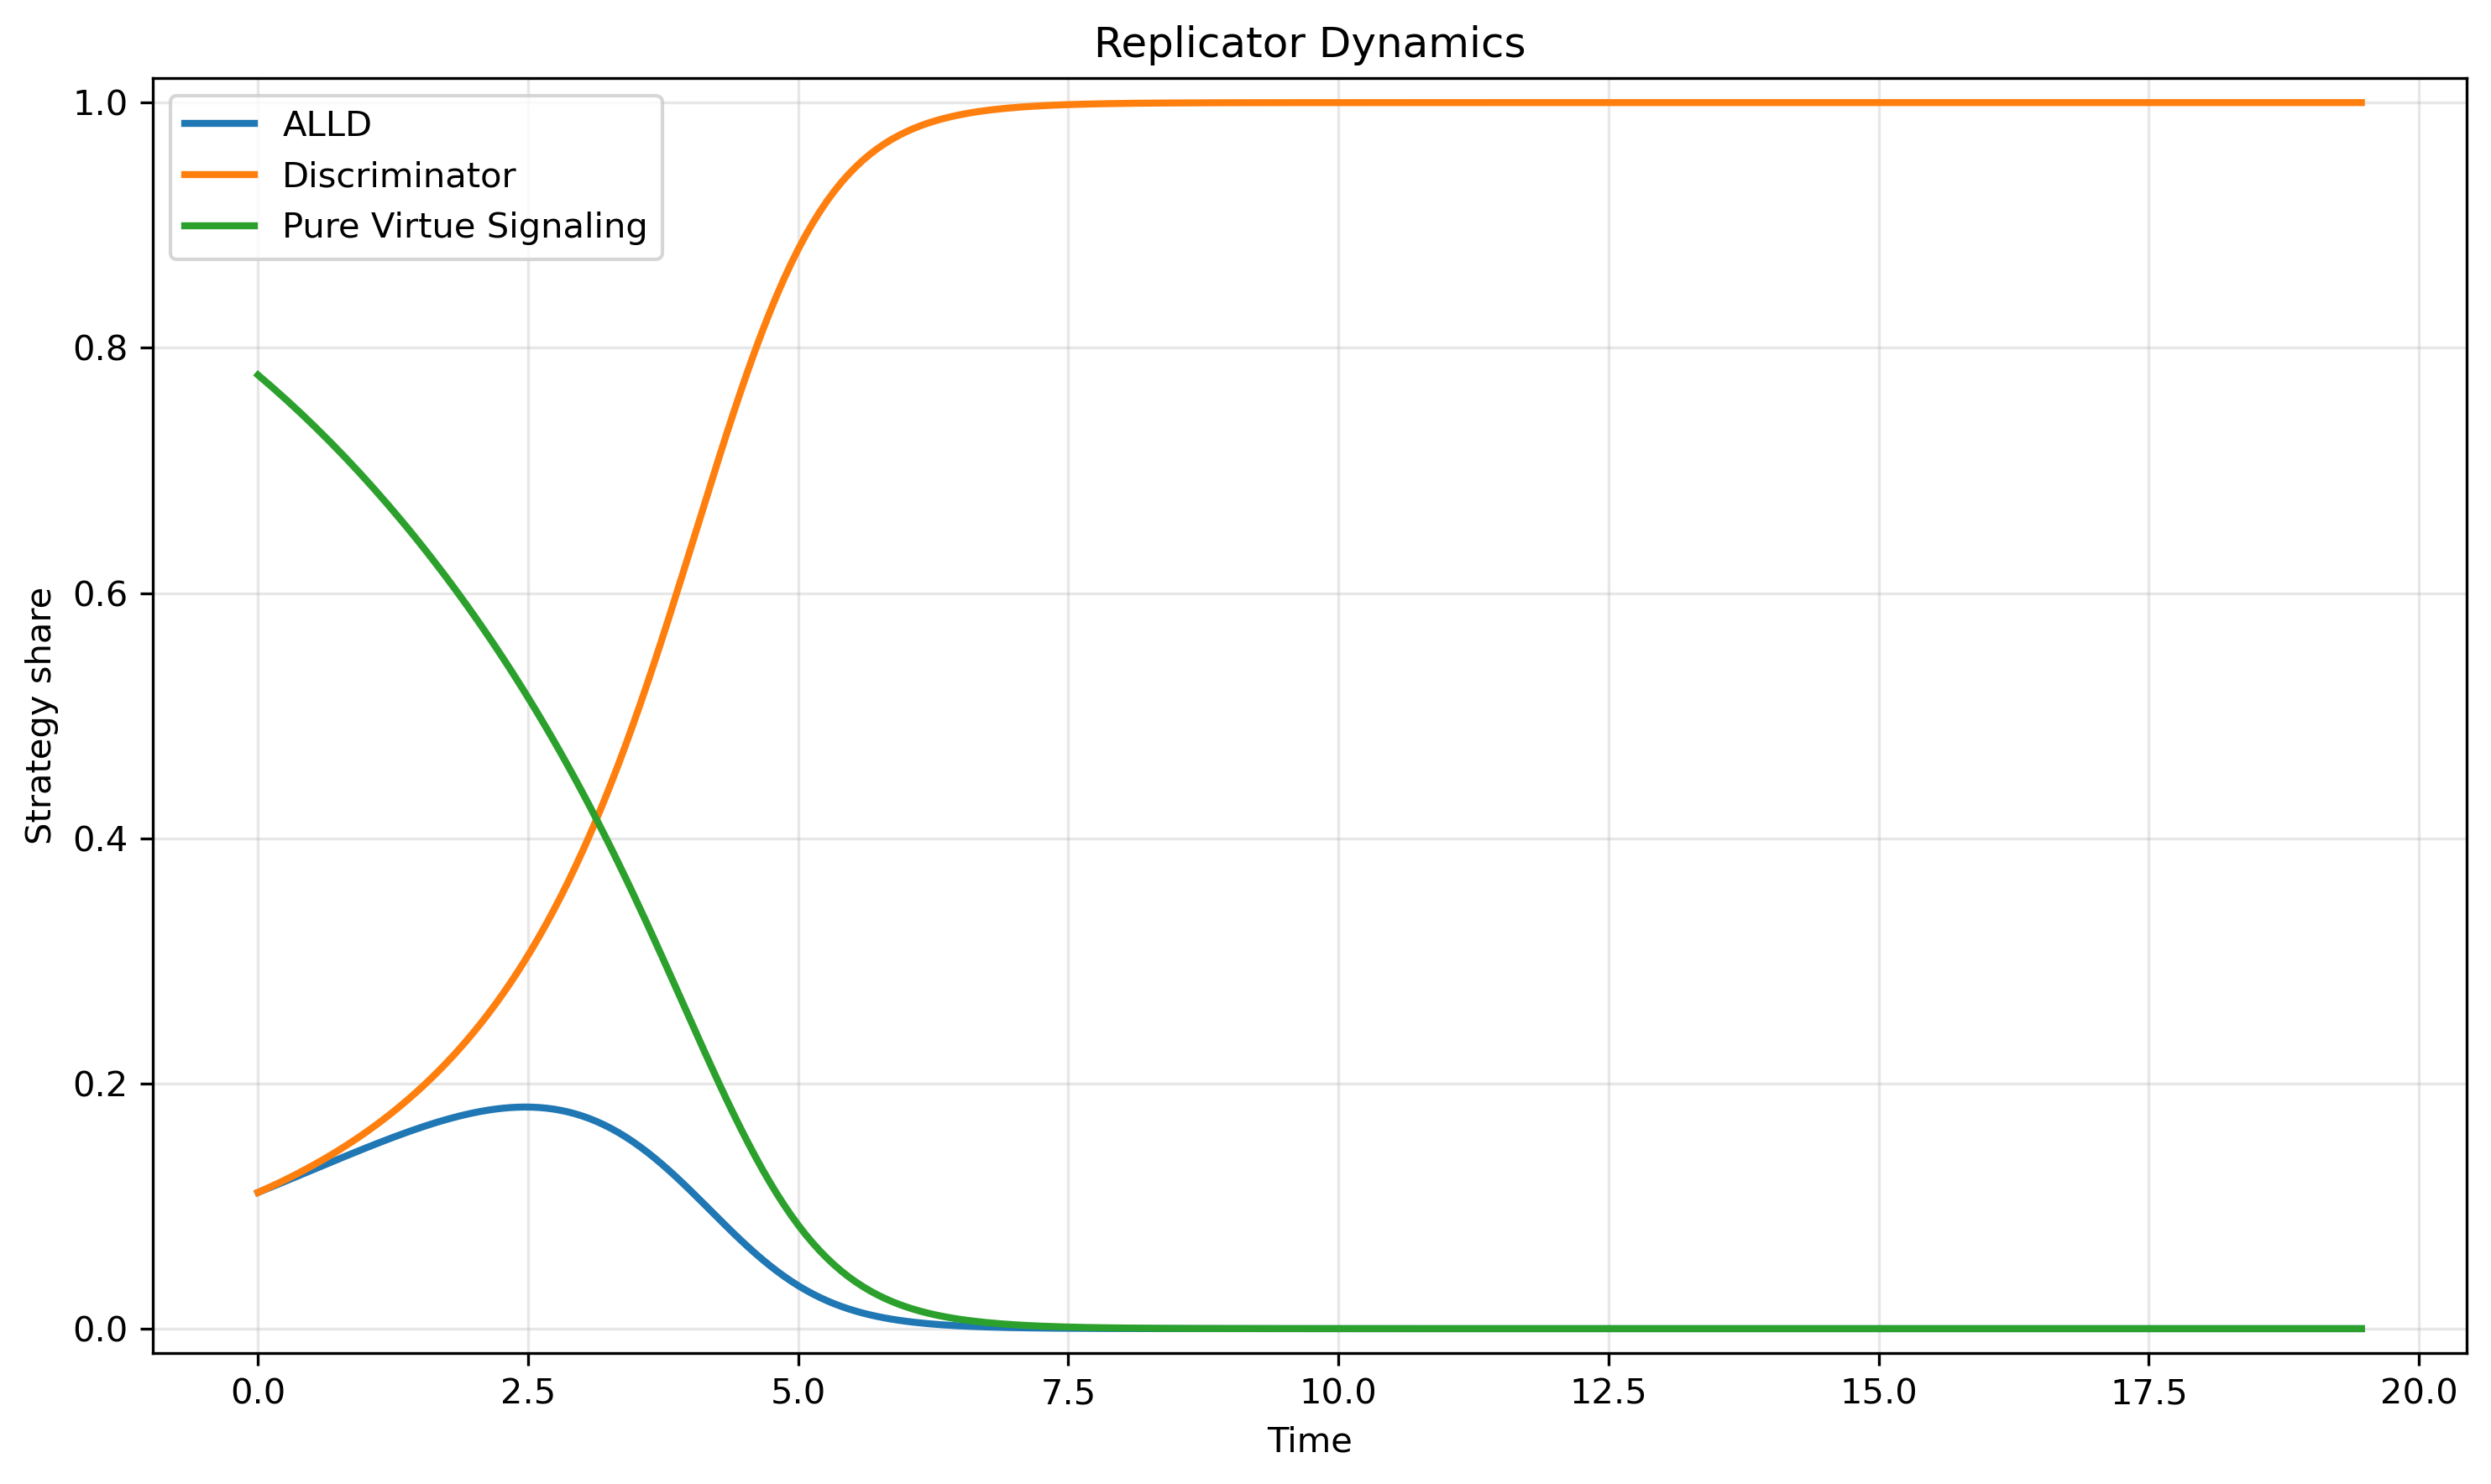 Replicator Dynamics
ALLD
Discriminator
Pure Virtue Signaling
Strategy share
1.0
0.8
0.6
0.4
0.2
0.0
0.0 2.5 5.0 7.5 10.0 12.5 15.0 17.5 20.0
Time